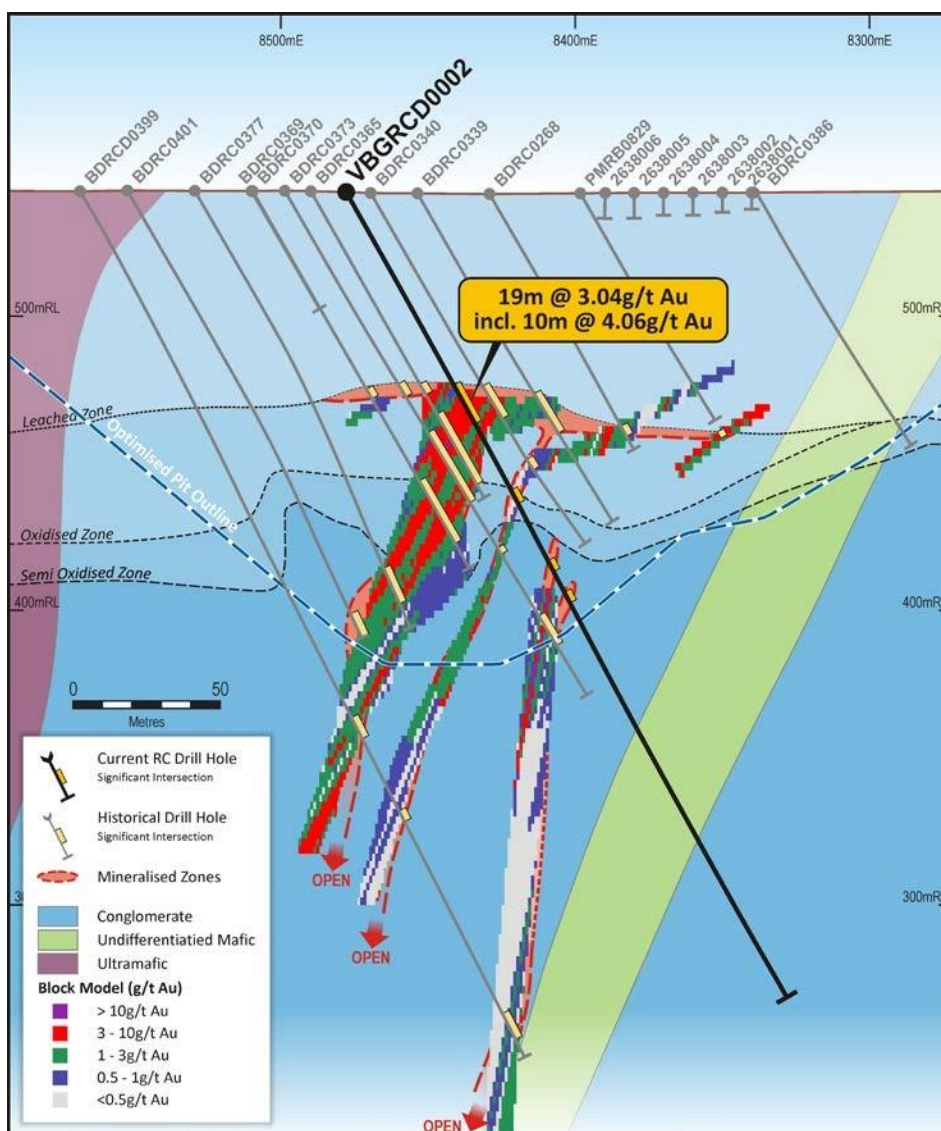 8500mE
8400mE
8300mE
BDRCD0399
BDRC0401
BDRC0377
BDRC0369
BDRC0370
BDRC0373
BDRC0365
VBGRCD0002
BDRC0340
BDRC0339
BDRC0268
PMRB0829
2638006
2638005
2638004
2638003
2638002
2638001
BDRC0386
500mRL
500mR
19m @ 3.04g/t Au
incl. 10m @ 4.06g/t Au
Leached Zone
Optimised Pit Outline
Oxidised Zone
Semi Oxidised Zone
400mRL
400mR
0
50
Metres
Current RC Drill Hole
Significant Intersection
Historical Drill Hole
Significant Intersection
Mineralised Zones
Conglomerate
Undifferentiatied Mafic
Ultramafic
Block Model (g/t Au)
> 10g/t Au
3 - 10g/t Au
1 - 3g/t Au
0.5 - 1g/t Au
<0.5g/t Au
300mR
OPEN
OPEN
OPEN